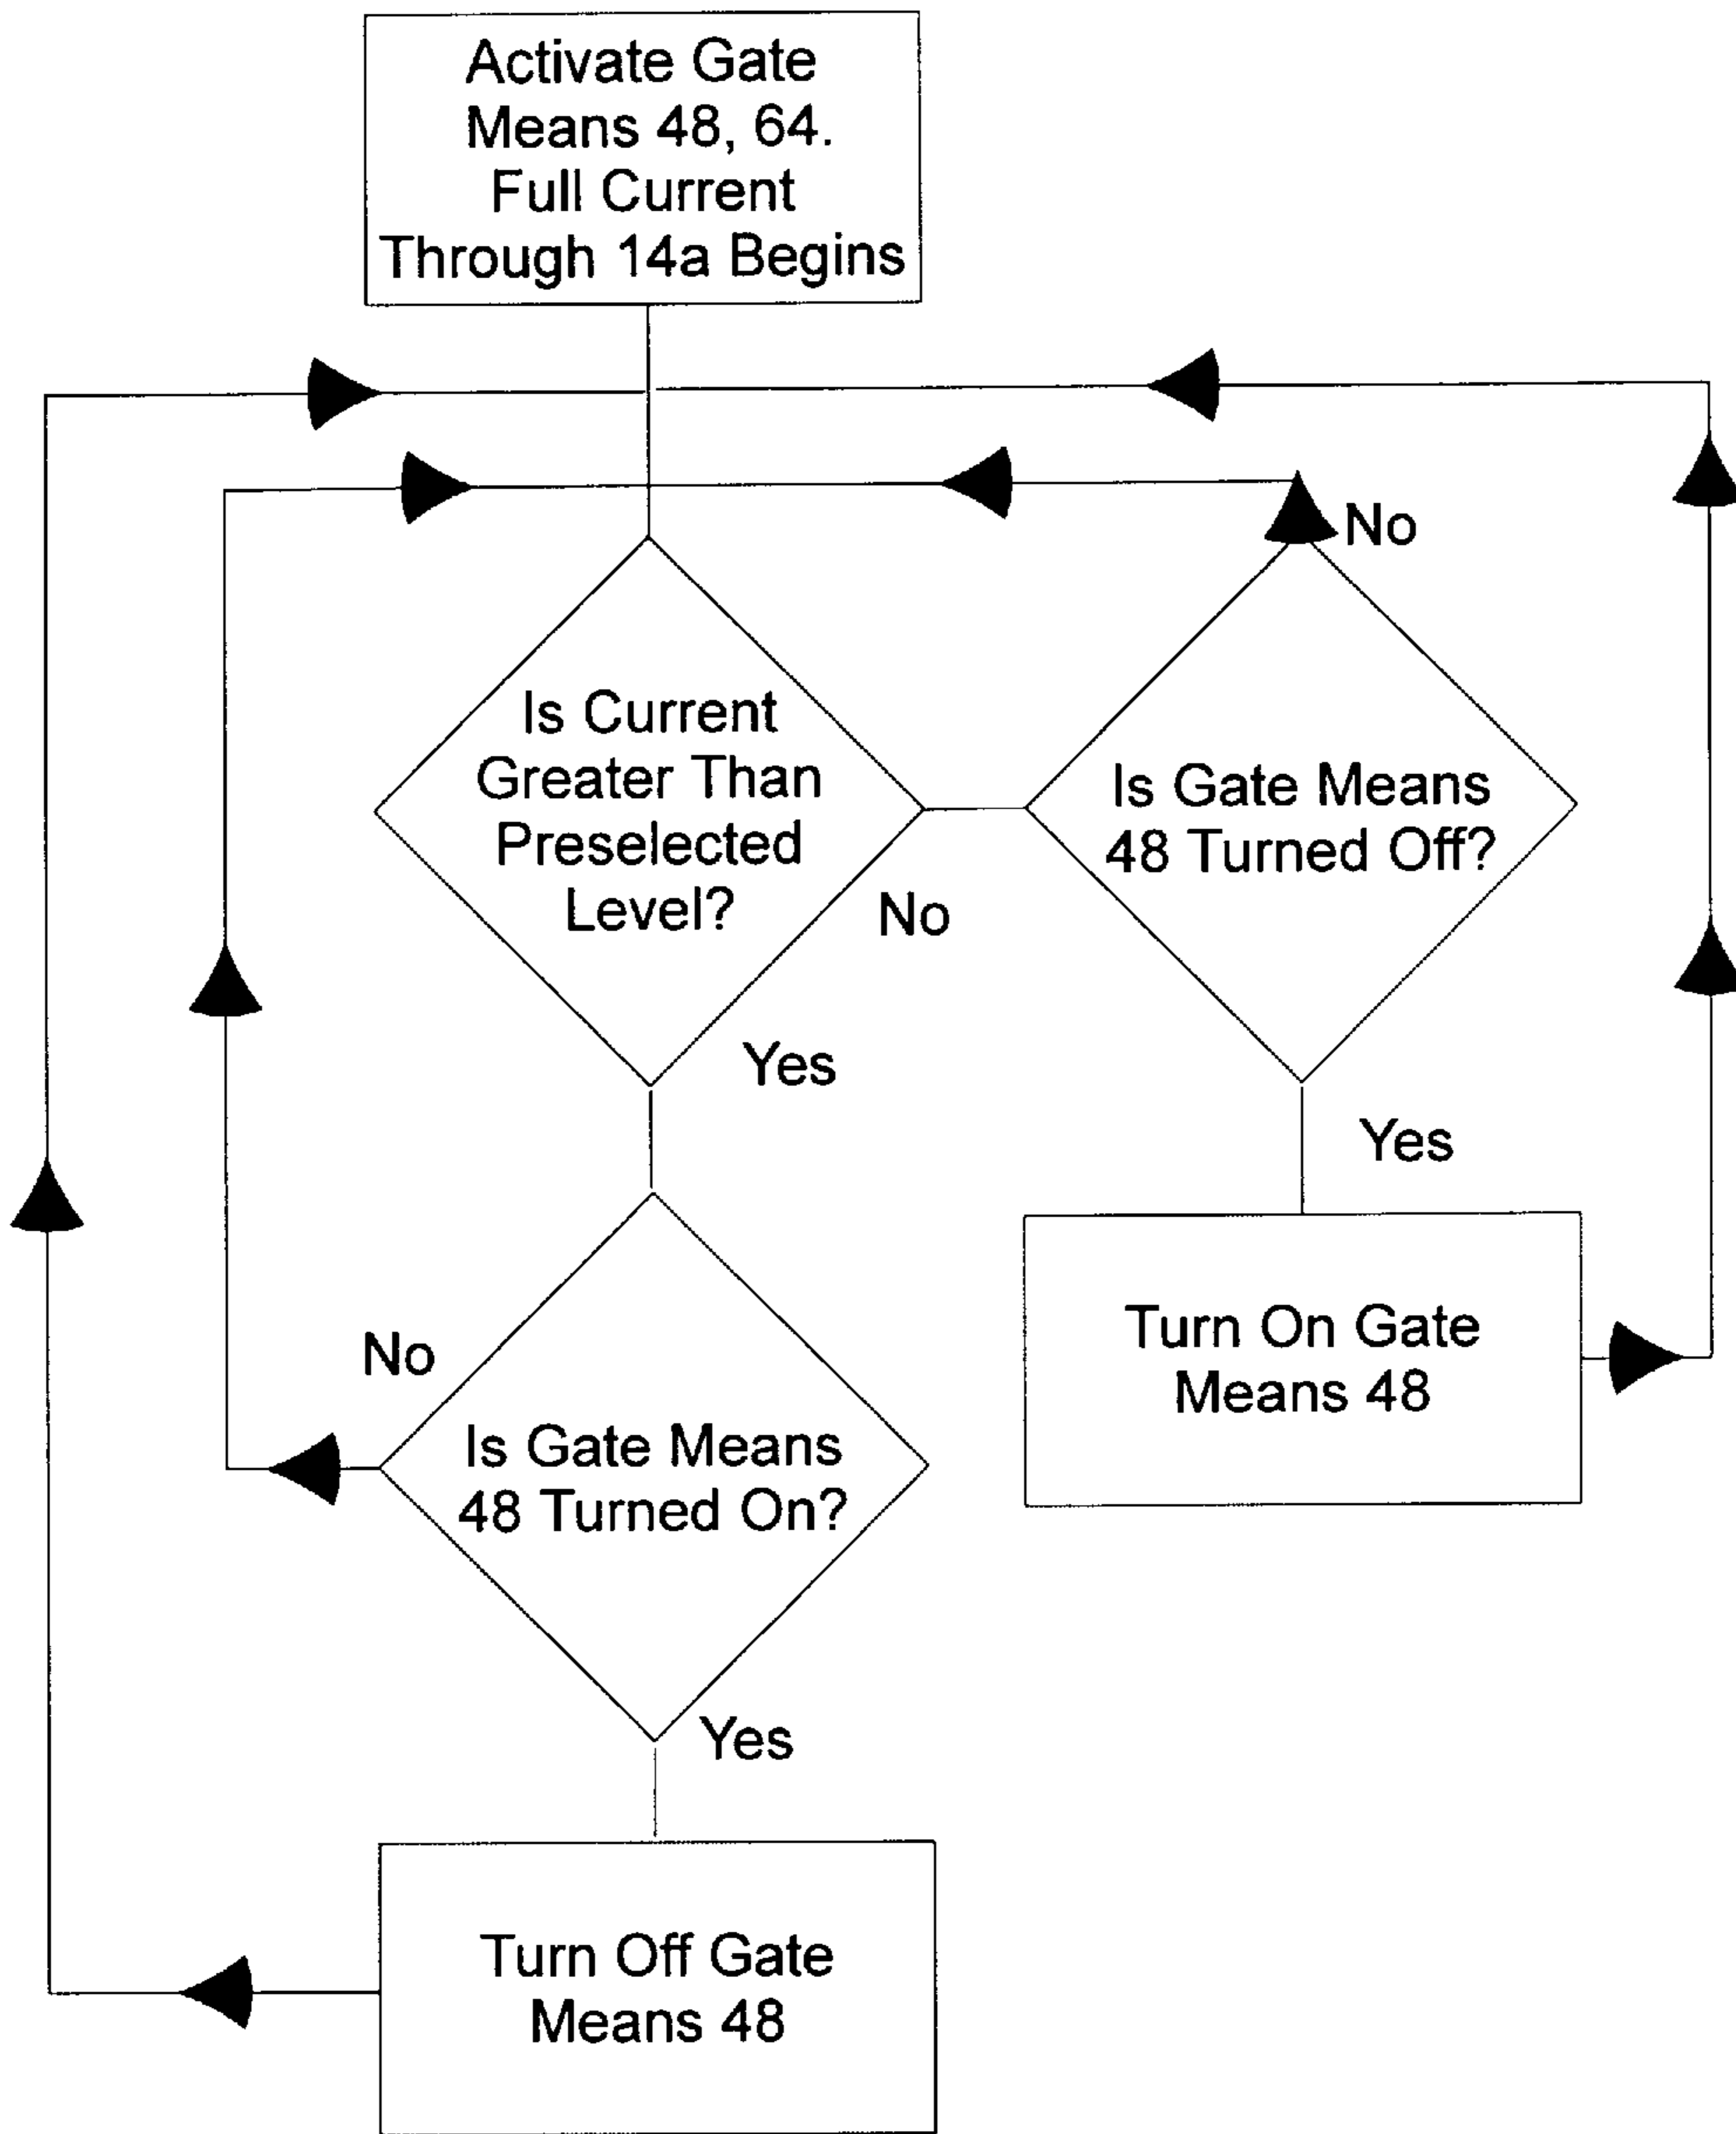 Activate Gate
Means 48, 64.
Full Current
Through 14a Begins
No
Is Current
Greater Than
Preselected
Level?
Is Gate Means
48 Turned Off?
No
Yes
Yes
Turn On Gate
Means 48
No
Is Gate Means
48 Turned On?
Yes
Turn Off Gate
Means 48